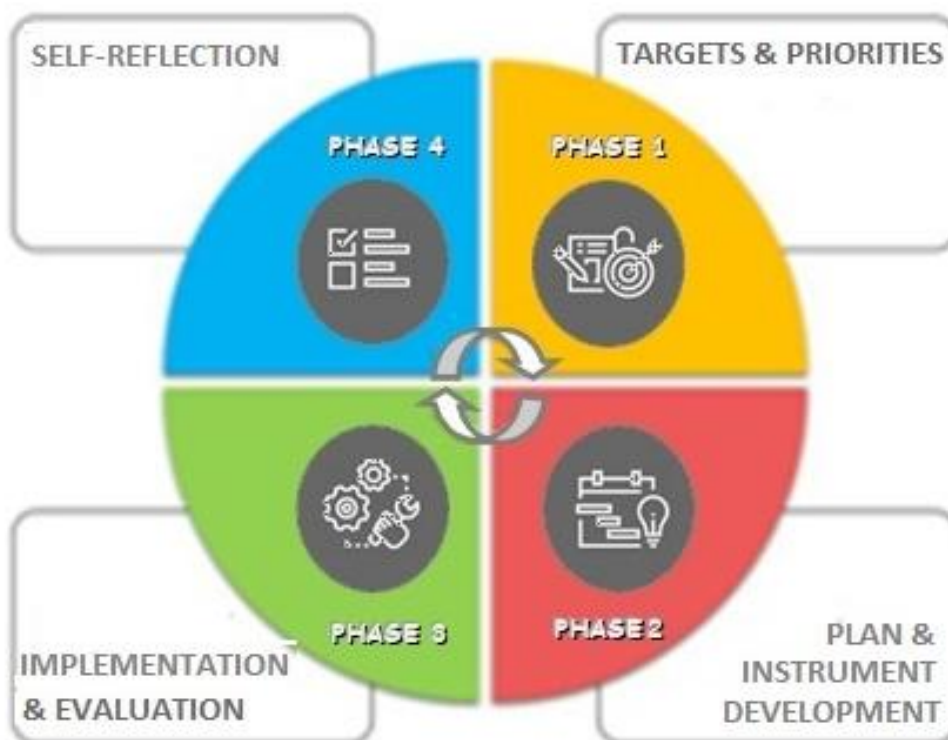 SELF-REFLECTION
TARGETS & PRIORITIES
PHASE 4
PHASE 1
PHASE 3
PHASE 2
IMPLEMENTATION
& EVALUATION
PLAN &
INSTRUMENT
DEVELOPMENT